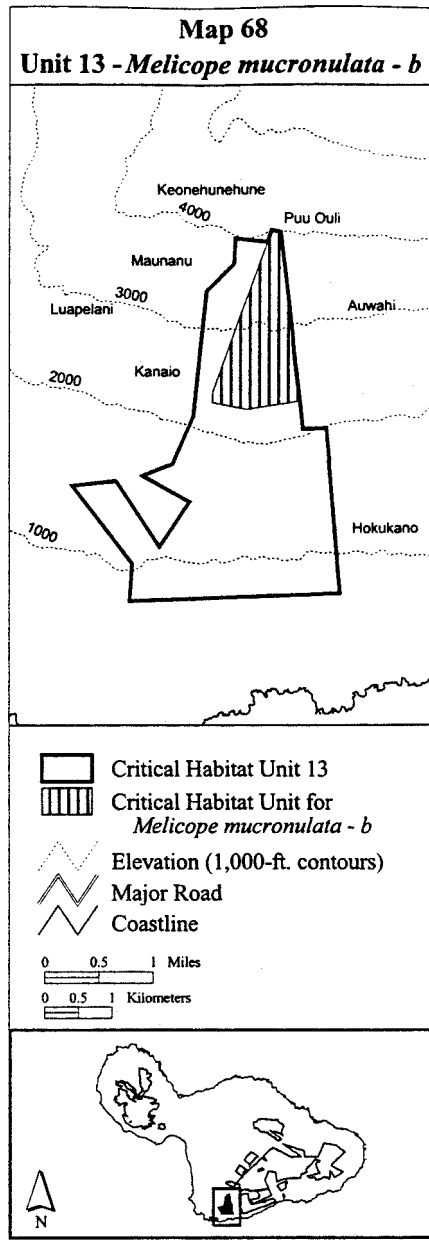 Map 68
Unit 13 - Melicope mucronulata - b
Keonehunehune
4000
Puu Ouli
Maunanu
3000
Luapelani
Auwahi
Kanaio
2000
1000
Hokukano
Critical Habitat Unit 13
Critical Habitat Unit for
Melicope mucronulata - b
Elevation (1,000-ft. contours)
Major Road
Coastline
0 0.5 1 Miles
0 0.5 1 Kilometers
N